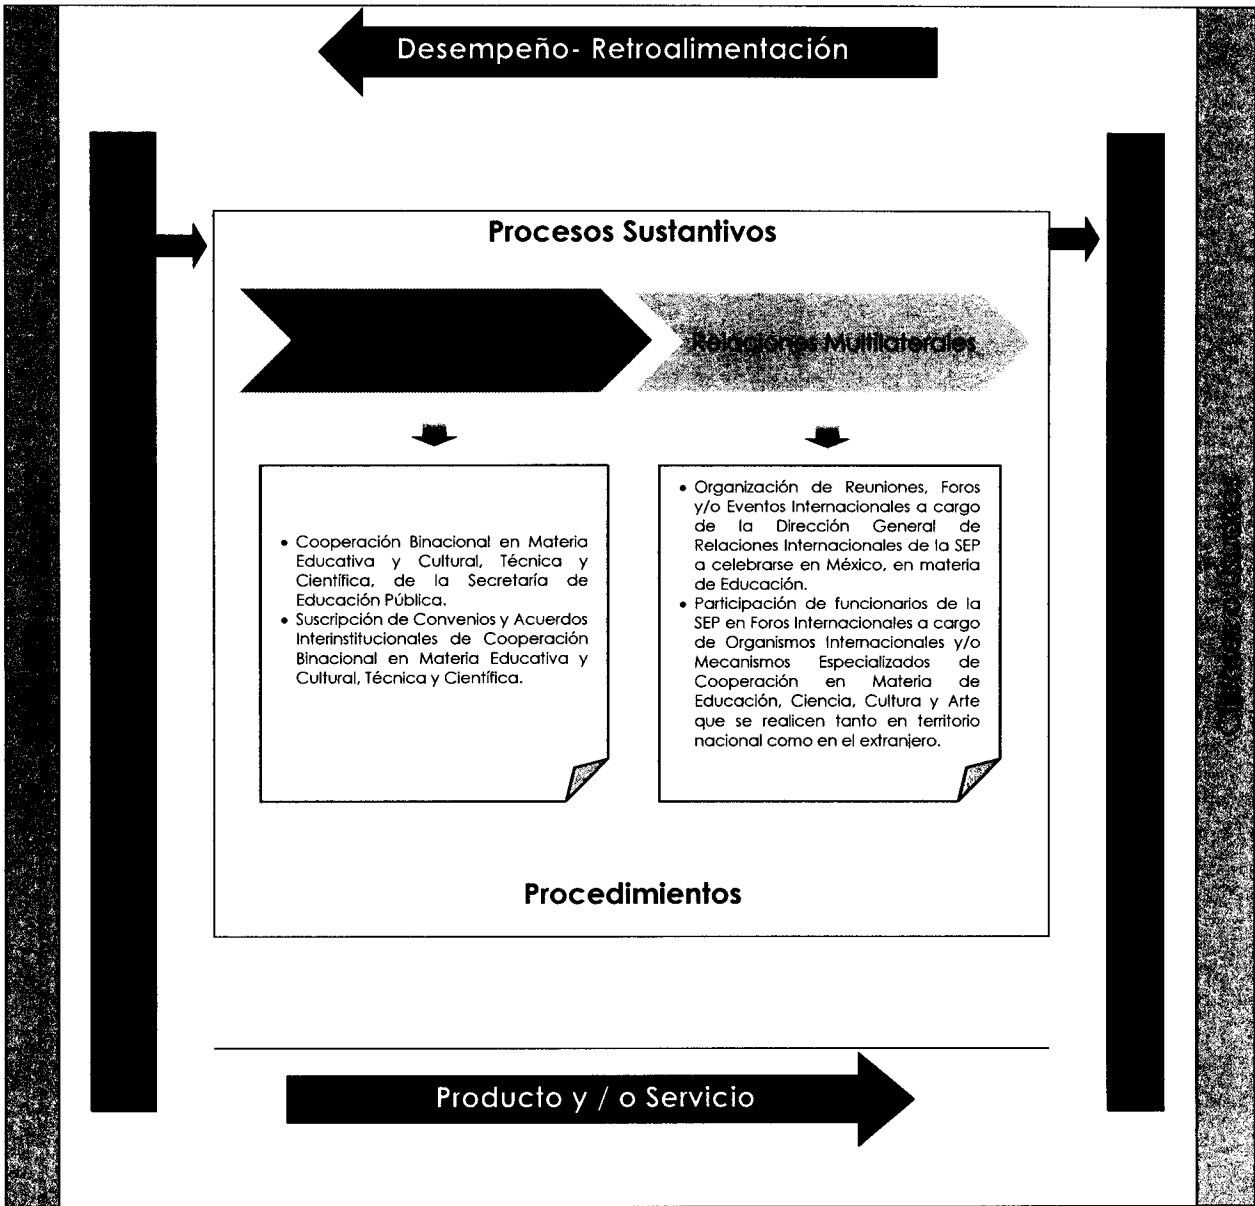 Desempeño- Retroalimentación
Procesos Sustantivos
Relaciones Multilaterales
• Cooperación Binacional en Materia
Educativa y Cultural, Técnica y
Científica, de la Secretaría de
Educación Pública.
• Suscripción de Convenios y Acuerdos
Interinstitucionales de Cooperación
Binacional en Materia Educativa y
Cultural, Técnica y Científica.
• Organización de Reuniones, Foros
y/o Eventos Internacionales a cargo
de la Dirección General de
Relaciones Internacionales de la SEP
a celebrarse en México, en materia
de Educación.
• Participación de funcionarios de la
SEP en Foros Internacionales a cargo
de Organismos Internacionales y/o
Mecanismos Especializados de
Cooperación en Materia de
Educación, Ciencia, Cultura y Arte
que se realicen tanto en territorio
nacional como en el extranjero.
Procedimientos
Producto y / o Servicio